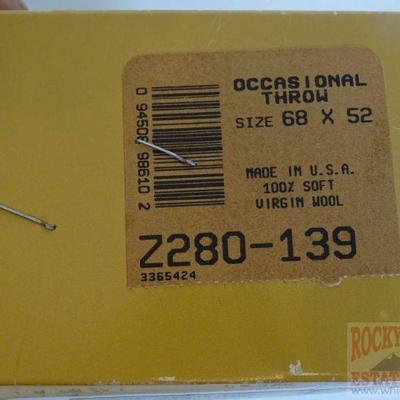 OCCASIONAL
THROW
SIZE 68 X 52
MADE IN U.S.A.
100% SOFT
VIRGIN WOOL
Z280-139
3365424
0 94508 98610 2
ROCKY
ESTATE